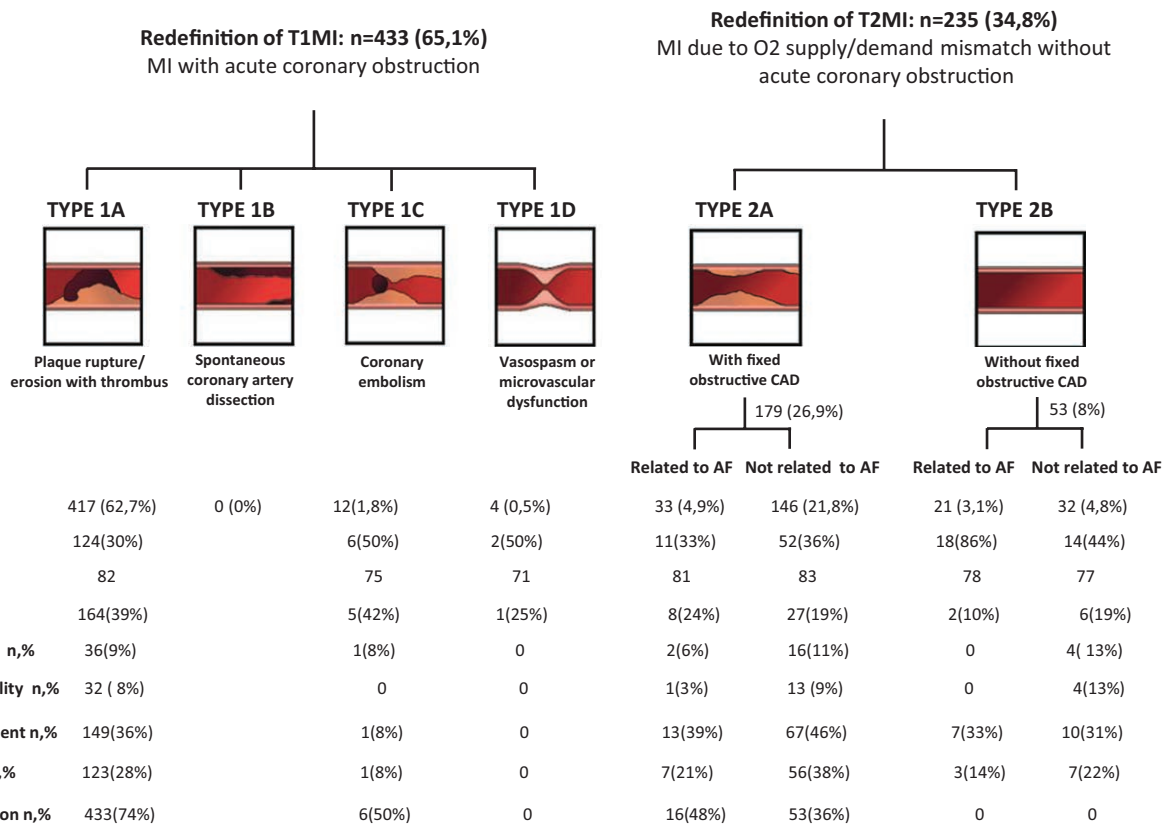 Redefinition of T1MI: n=433 (65,1%)
MI with acute coronary obstruction
Redefinition of T2MI: n=235 (34,8%)
MI due to O2 supply/demand mismatch without
acute coronary obstruction
TYPE 1A TYPE 1B TYPE 1C TYPE 1D TYPE 2A TYPE 2B
Plaque rupture/
erosion with thrombus
Spontaneous
coronary artery
dissection
Coronary
embolism
Vasospasm or
microvascular
dysfunction
With fixed
obstructive CAD
Without fixed
obstructive CAD
179 (26,9%) 53 (8%)
Related to AF Not related to AF Related to AF Not related to AF
417 (62,7%) 0 (0%) 12(1,8%) 4 (0,5%) 33 (4,9%) 146 (21,8%) 21 (3,1%) 32 (4,8%)
124(30%) 6(50%) 2(50%) 11(33%) 52(36%) 18(86%) 14(44%)
82 75 71 81 83 78 77
164(39%) 5(42%) 1(25%) 8(24%) 27(19%) 2(10%) 6(19%)
n,% 36(9%) 1(8%) 0 2(6%) 16(11%) 0 4( 13%)
lity n,% 32 ( 8%) 0 0 1(3%) 13 (9%) 0 4(13%)
ent n,% 149(36%) 1(8%) 0 13(39%) 67(46%) 7(33%) 10(31%)
,% 123(28%) 1(8%) 0 7(21%) 56(38%) 3(14%) 7(22%)
on n,% 433(74%) 6(50%) 0 16(48%) 53(36%) 0 0